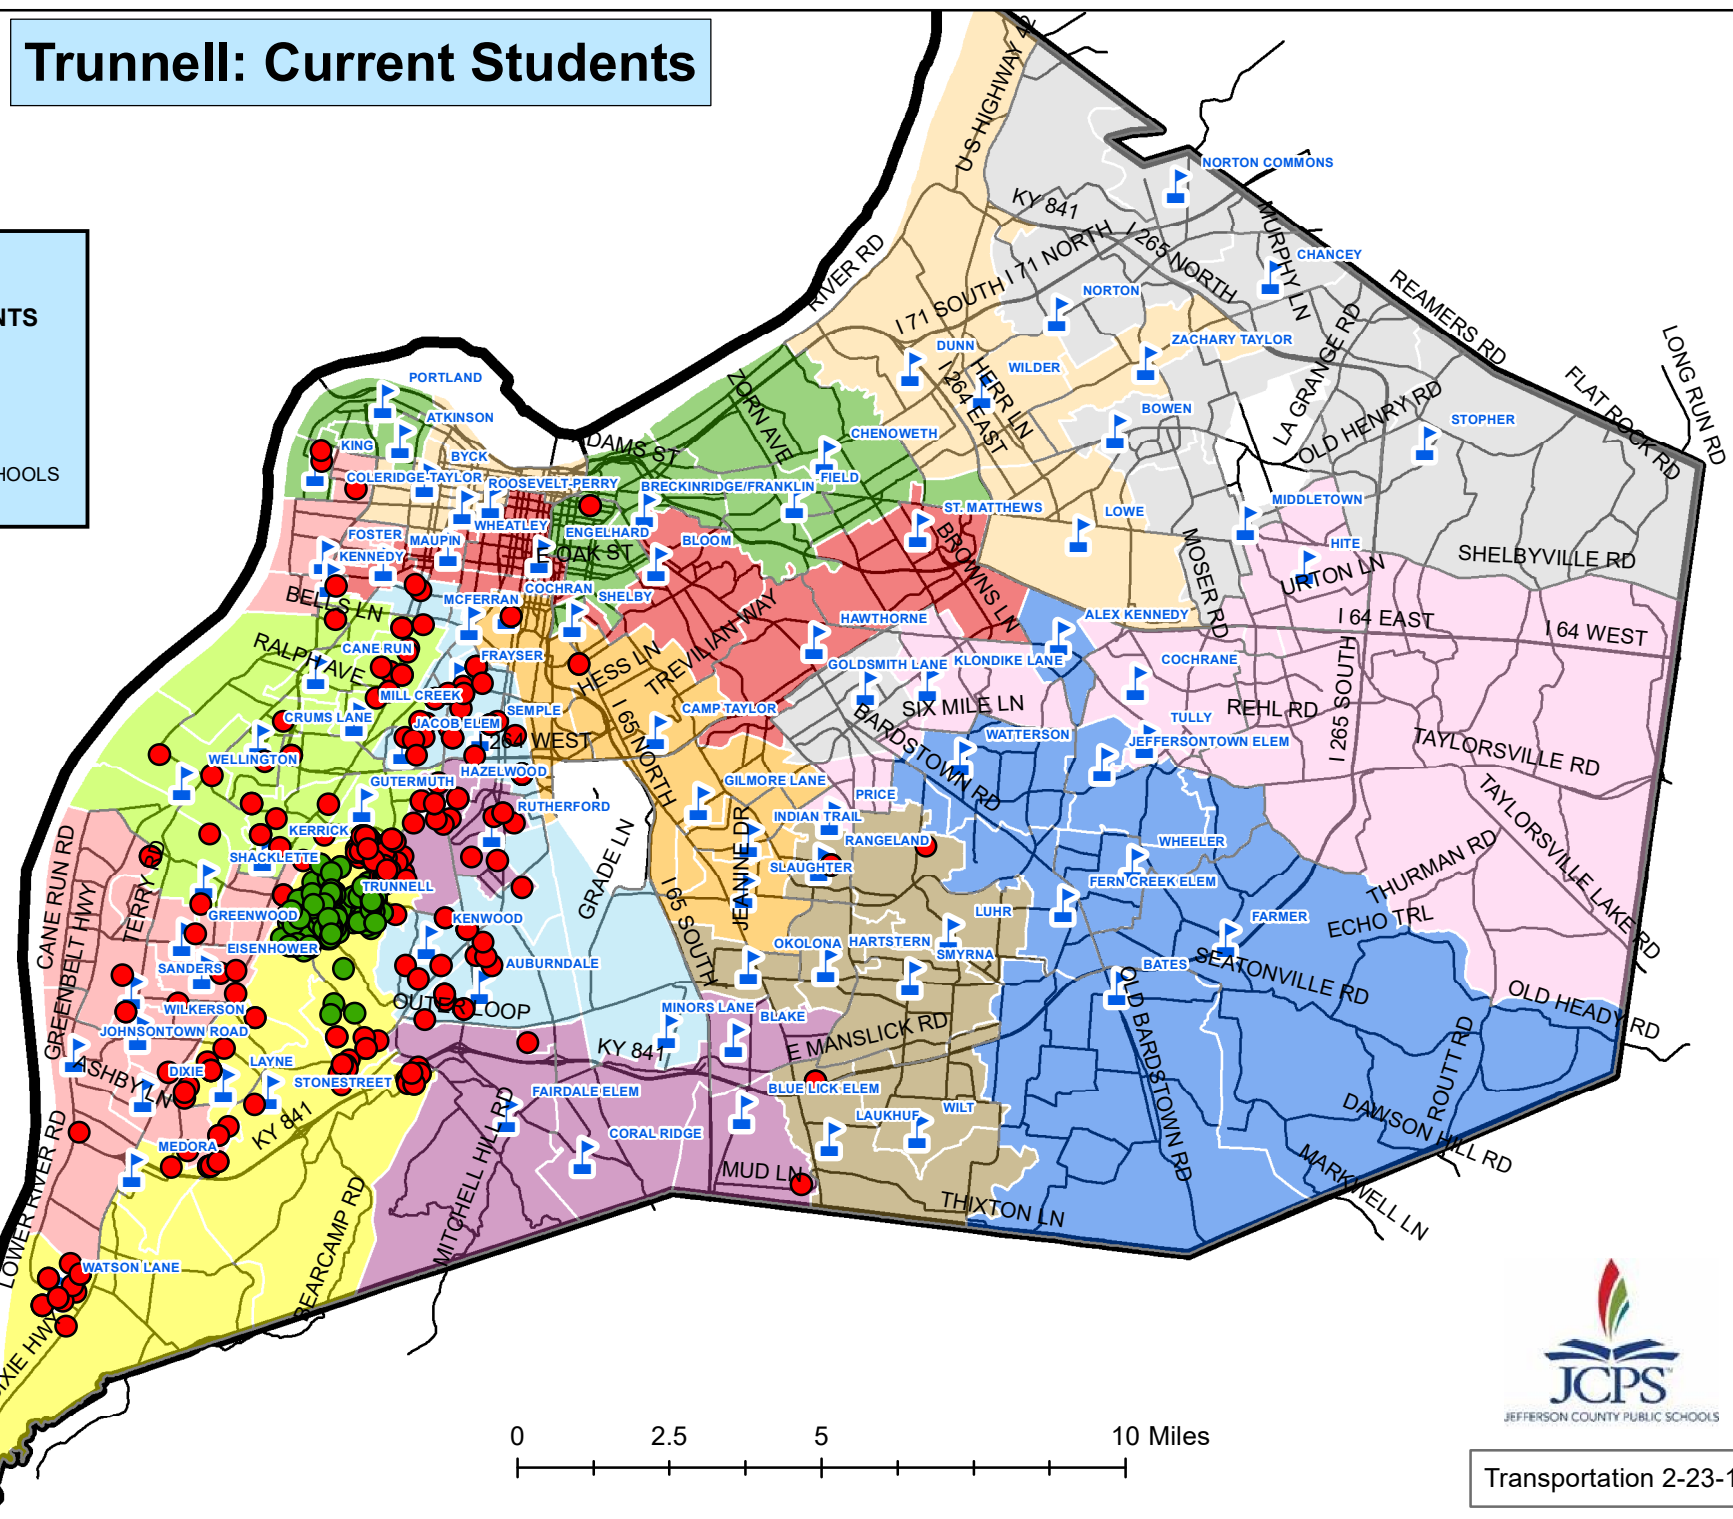 Trunnell: Current Students
NTS
HOOLS
U S HIGHWAY 42
NORTON COMMONS
KY 841
MURPHY LN
I 265 NORTH
I 71 NORTH
CHANCEY
RIVER RD
REAMERS RD
I 71 SOUTH
NORTON
LONG RUN RD
DUNN
ZACHARY TAYLOR
LA GRANGE RD
HERR LN
WILDER
I 264 EAST
FLAT ROCK RD
PORTLAND
ZORN AVE
BOWEN
OLD HENRY RD
STOPHER
ATKINSON
KING
ADAMS ST
CHENOWETH
BYCK
COLERIDGE-TAYLOR
ROOSEVELT-PERRY
BRECKINRIDGE/FRANKLIN
FIELD
ST. MATTHEWS
LOWE
MIDDLETOWN
WHEATLEY
ENGELHARD
FOSTER
MAUPIN
BLOOM
BROWNS LN
MOSER RD
HITE
KENNEDY
E OAK ST
SHELBYVILLE RD
URTON LN
BELLS LN
MCFERRAN
COCHRAN
SHELBY
HAWTHORNE
ALEX KENNEDY
I 64 EAST
I 64 WEST
RALPH AVE
CANE RUN
FRAYSER
HESS LN
TREVILIAN WAY
GOLDSMITH LANE
KLONDIKE LANE
COCHRANE
I 265 SOUTH
MILL CREEK
SEMPLE
CAMP TAYLOR
SIX MILE LN
REHL RD
CRUMS LANE
JACOB ELEM
BARDSTOWN RD
TULLY
I 264 WEST
I 65 NORTH
WATTERSON
JEFFERSONTOWN ELEM
TAYLORSVILLE RD
WELLINGTON
GUTERMUTH
HAZELWOOD
GILMORE LANE
PRICE
TAYLORSVILLE LAKE RD
RUTHERFORD
INDIAN TRAIL
KERRICK
JEANINE DR
RANGELAND
WHEELER
CANE RUN RD
TERRY RD
SHACKLETTE
GRADE LN
SLAUGHTER
THURMAN RD
TRUNNELL
FERN CREEK ELEM
GREENBELT HWY
GREENWOOD
KENWOOD
I 65 SOUTH
LUHR
FARMER
ECHO TRL
EISENHOWER
OKOLONA
HARTSTERN
SMYRNA
SANDERS
AUBURNDALE
BATES
SEATONVILLE RD
OLD HEADY RD
WILKERSON
OUTER LOOP
MINORS LANE
BLAKE
JOHNSONTOWN ROAD
E MANSLICK RD
OLD BARDSTOWN RD
ROUTT RD
ASHBY LN
DIXIE
LAYNE
STONESTREET
KY 841
FAIRDALE ELEM
BLUE LICK ELEM
LAUKHUF
WILT
DAWSON HILL RD
KY 841
MITCHELL HILL RD
CORAL RIDGE
MEDORA
LOWER RIVER RD
MUD LN
MARKWELL LN
BEARCAMP RD
THIXTON LN
WATSON LANE
DIXIE HWY
JCPS
JEFFERSON COUNTY PUBLIC SCHOOLS
0 2.5 5 10 Miles
Transportation 2-23-1